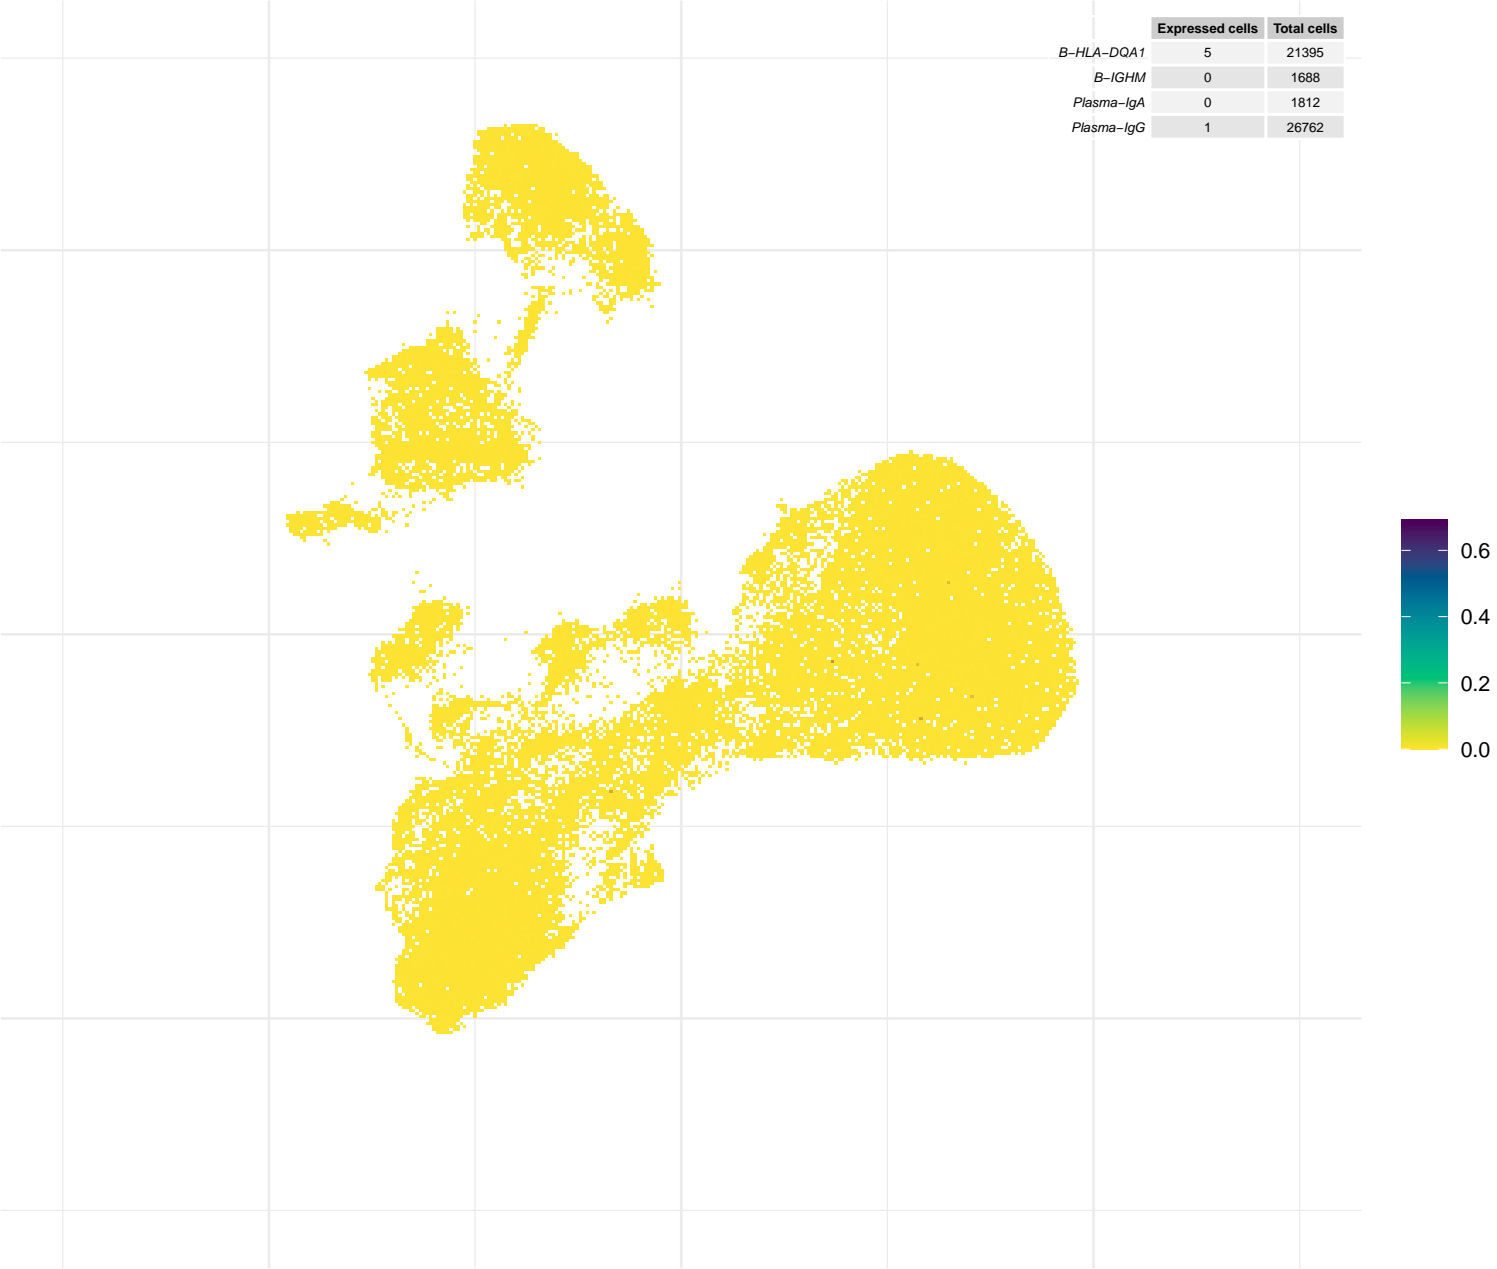 Expressed cells Total cells
B−HLA−DQA1 5 21395
B−IGHM 0 1688
Plasma−IgA 0 1812
Plasma−IgG 1 26762
0.6
0.4
0.2
0.0